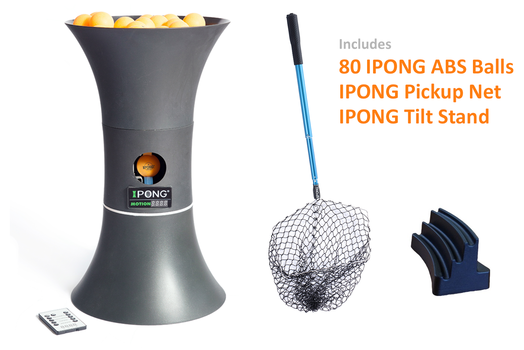 Includes
80 IPONG ABS Balls
IPONG Pickup Net
IPONG Tilt Stand
IPONG
MOTION